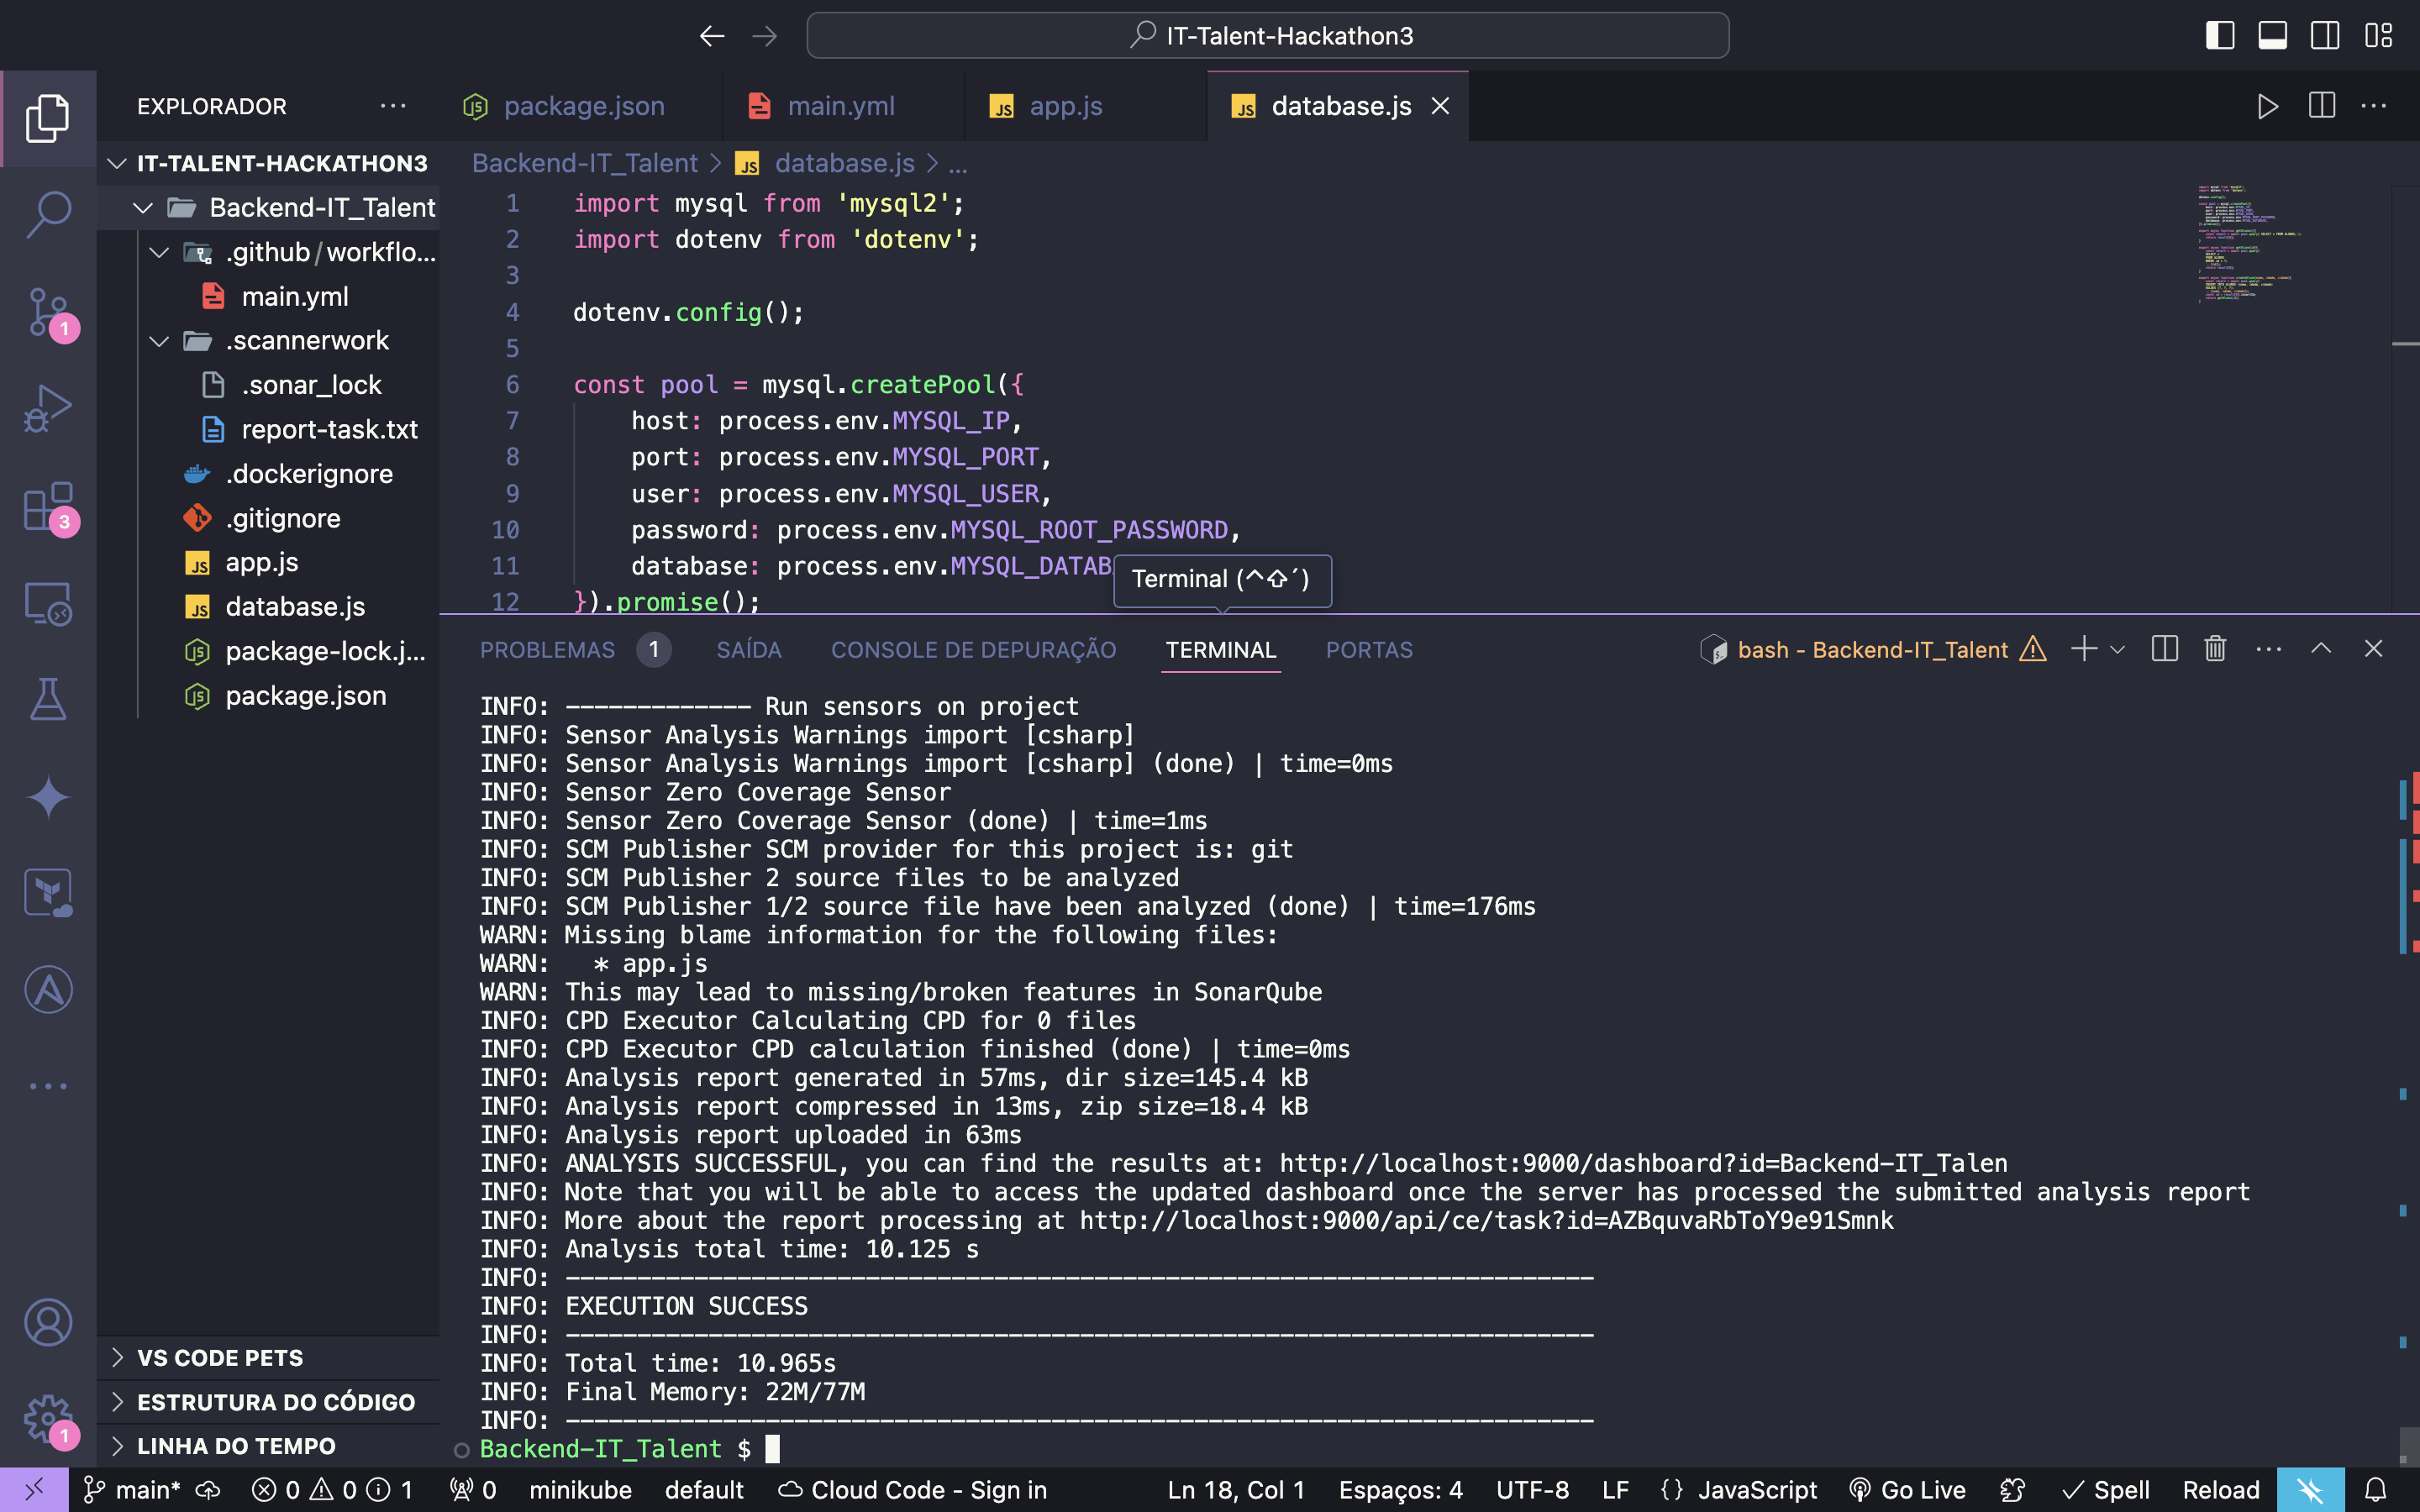 IT-Talent-Hackathon3
EXPLORADOR
package.json
main.yml
app.js
database.js
IT-TALENT-HACKATHON3
Backend-IT_Talent
.github/workflo...
main.yml
.scannerwork
.sonar_lock
report-task.txt
.dockerignore
.gitignore
app.js
database.js
package-lock.j...
package.json
VS CODE PETS
ESTRUTURA DO CÓDIGO
LINHA DO TEMPO
1
3
1
Backend-IT_Talent > database.js > ...
1 import mysql from 'mysql2';
2 import dotenv from 'dotenv';
3
4 dotenv.config();
5
6 const pool = mysql.createPool({
7 host: process.env.MYSQL_IP,
8 port: process.env.MYSQL_PORT,
9 user: process.env.MYSQL_USER,
10 password: process.env.MYSQL_ROOT_PASSWORD,
11 database: process.env.MYSQL_DATAB
12 }).promise();
Terminal (^⇧´)
PROBLEMAS 1 SAÍDA CONSOLE DE DEPURAÇÃO TERMINAL PORTAS
bash - Backend-IT_Talent
INFO: ------------- Run sensors on project
INFO: Sensor Analysis Warnings import [csharp]
INFO: Sensor Analysis Warnings import [csharp] (done) | time=0ms
INFO: Sensor Zero Coverage Sensor
INFO: Sensor Zero Coverage Sensor (done) | time=1ms
INFO: SCM Publisher SCM provider for this project is: git
INFO: SCM Publisher 2 source files to be analyzed
INFO: SCM Publisher 1/2 source file have been analyzed (done) | time=176ms
WARN: Missing blame information for the following files:
WARN:   * app.js
WARN: This may lead to missing/broken features in SonarQube
INFO: CPD Executor Calculating CPD for 0 files
INFO: CPD Executor CPD calculation finished (done) | time=0ms
INFO: Analysis report generated in 57ms, dir size=145.4 kB
INFO: Analysis report compressed in 13ms, zip size=18.4 kB
INFO: Analysis report uploaded in 63ms
INFO: ANALYSIS SUCCESSFUL, you can find the results at: http://localhost:9000/dashboard?id=Backend-IT_Talen
INFO: Note that you will be able to access the updated dashboard once the server has processed the submitted analysis report
INFO: More about the report processing at http://localhost:9000/api/ce/task?id=AZBquvaRbToY9e91Smnk
INFO: Analysis total time: 10.125 s
INFO: ------------------------------------------------------------------------
INFO: EXECUTION SUCCESS
INFO: ------------------------------------------------------------------------
INFO: Total time: 10.965s
INFO: Final Memory: 22M/77M
INFO: ------------------------------------------------------------------------
Backend-IT_Talent $
main* 0 0 1 0 minikube default Cloud Code - Sign in Ln 18, Col 1 Espaços: 4 UTF-8 LF {} JavaScript Go Live Spell Reload